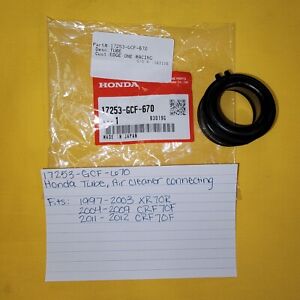 Part#: 17253-GCF-670
Desc: TUBE
Cust: EDGE ONE RACING
HONDA
17253-GCF-670
1
MADE IN JAPAN
17253-GCF-670
Honda Tube, Air Cleaner connecting
Fits: 1997-2003 XR70R
2004-2009 CRF70F
2011-2012 CRF70F